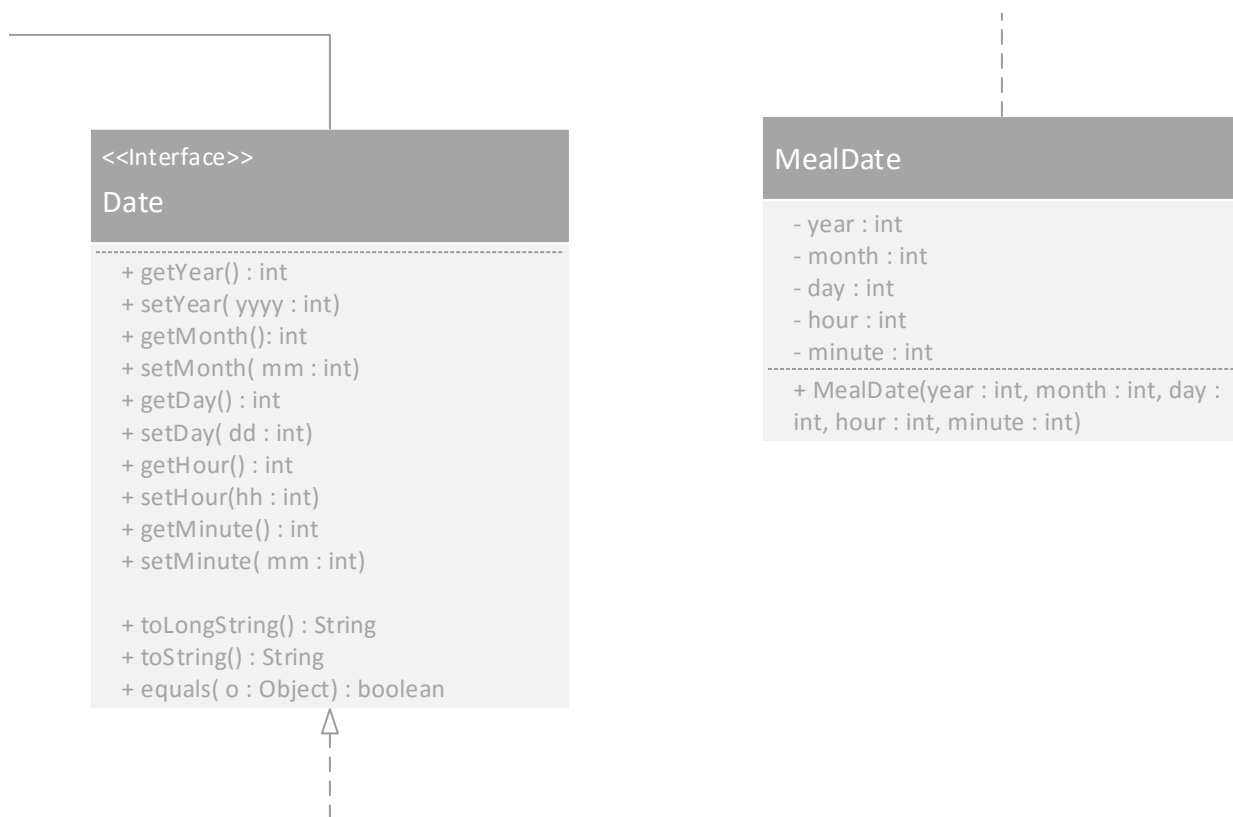 <<Interface>>
Date
+ getYear() : int
+ setYear( yyyy : int)
+ getMonth(): int
+ setMonth( mm : int)
+ getDay() : int
+ setDay( dd : int)
+ getHour() : int
+ setHour(hh : int)
+ getMinute() : int
+ setMinute( mm : int)
+ toLongString() : String
+ toString() : String
+ equals( o : Object) : boolean
MealDate
- year : int
- month : int
- day : int
- hour : int
- minute : int
+ MealDate(year : int, month : int, day :
int, hour : int, minute : int)